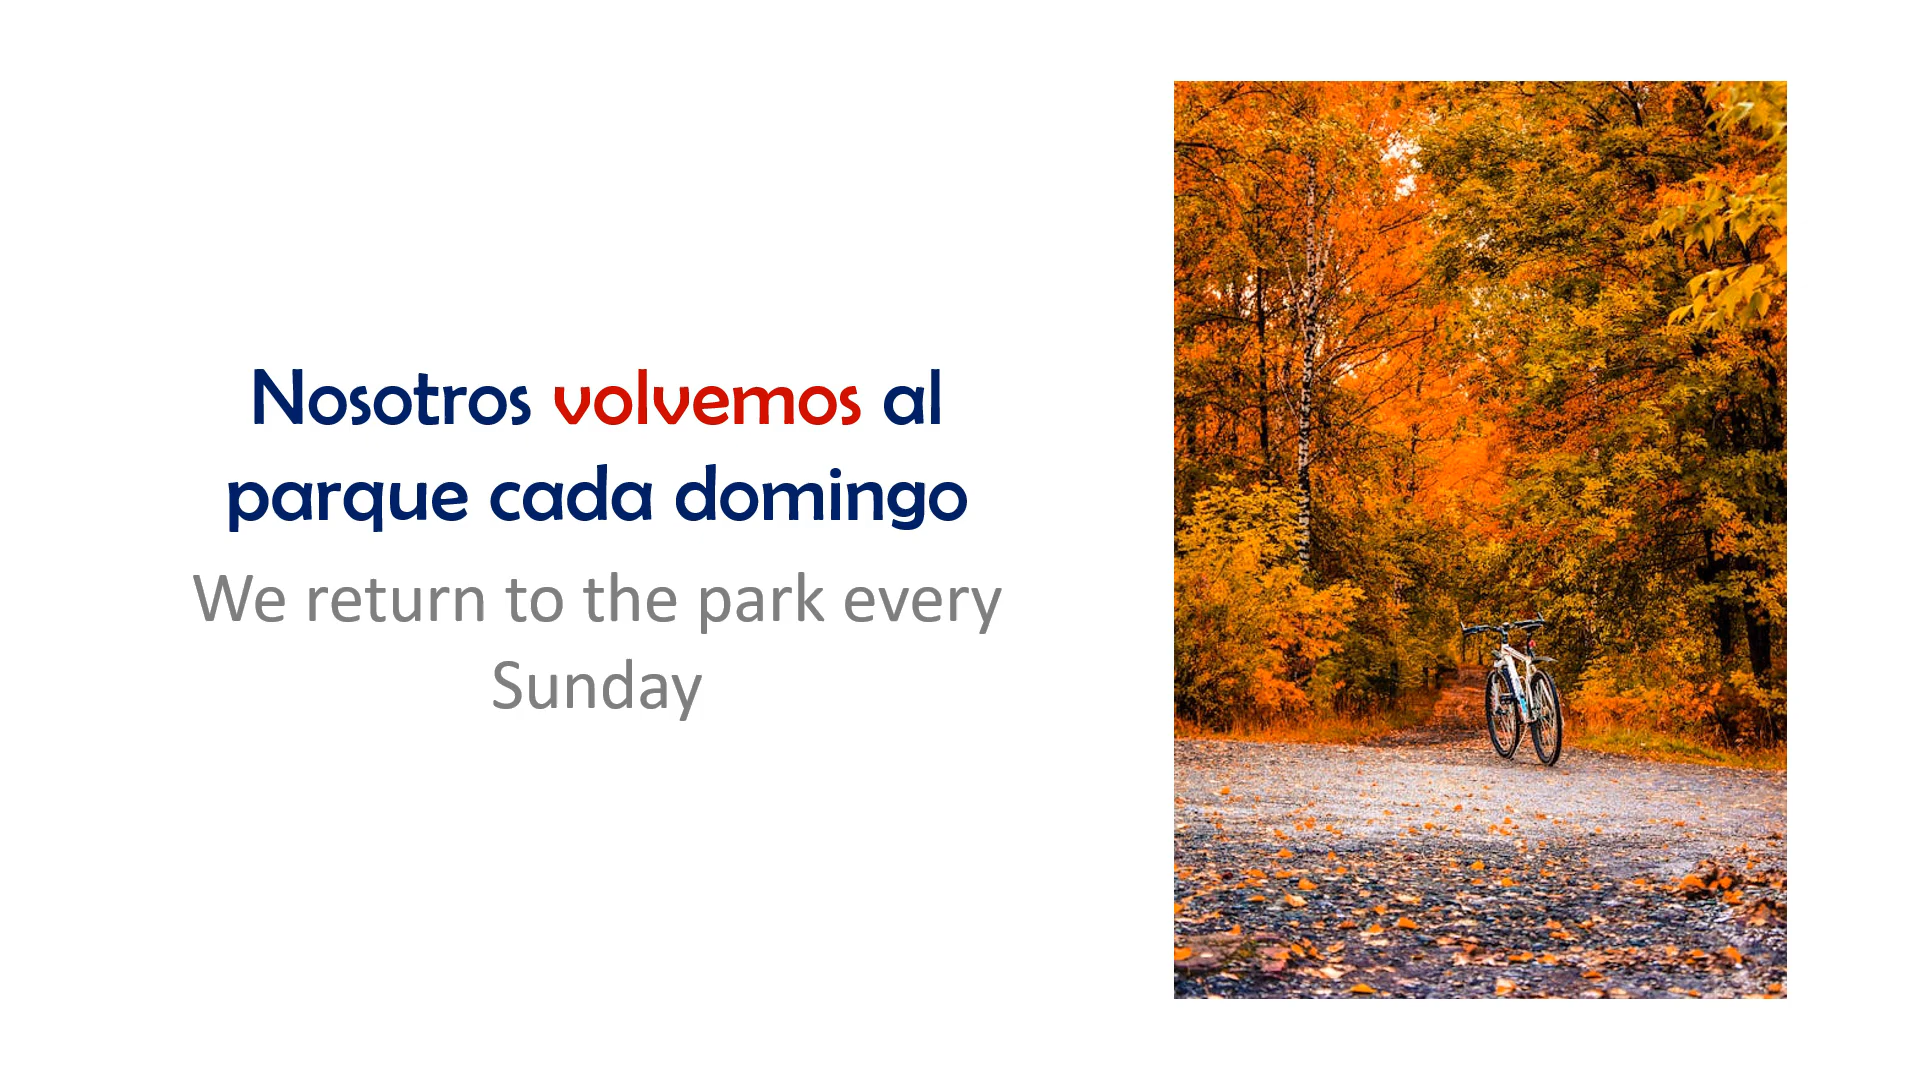 Nosotros volvemos al
parque cada domingo
We return to the park every
Sunday